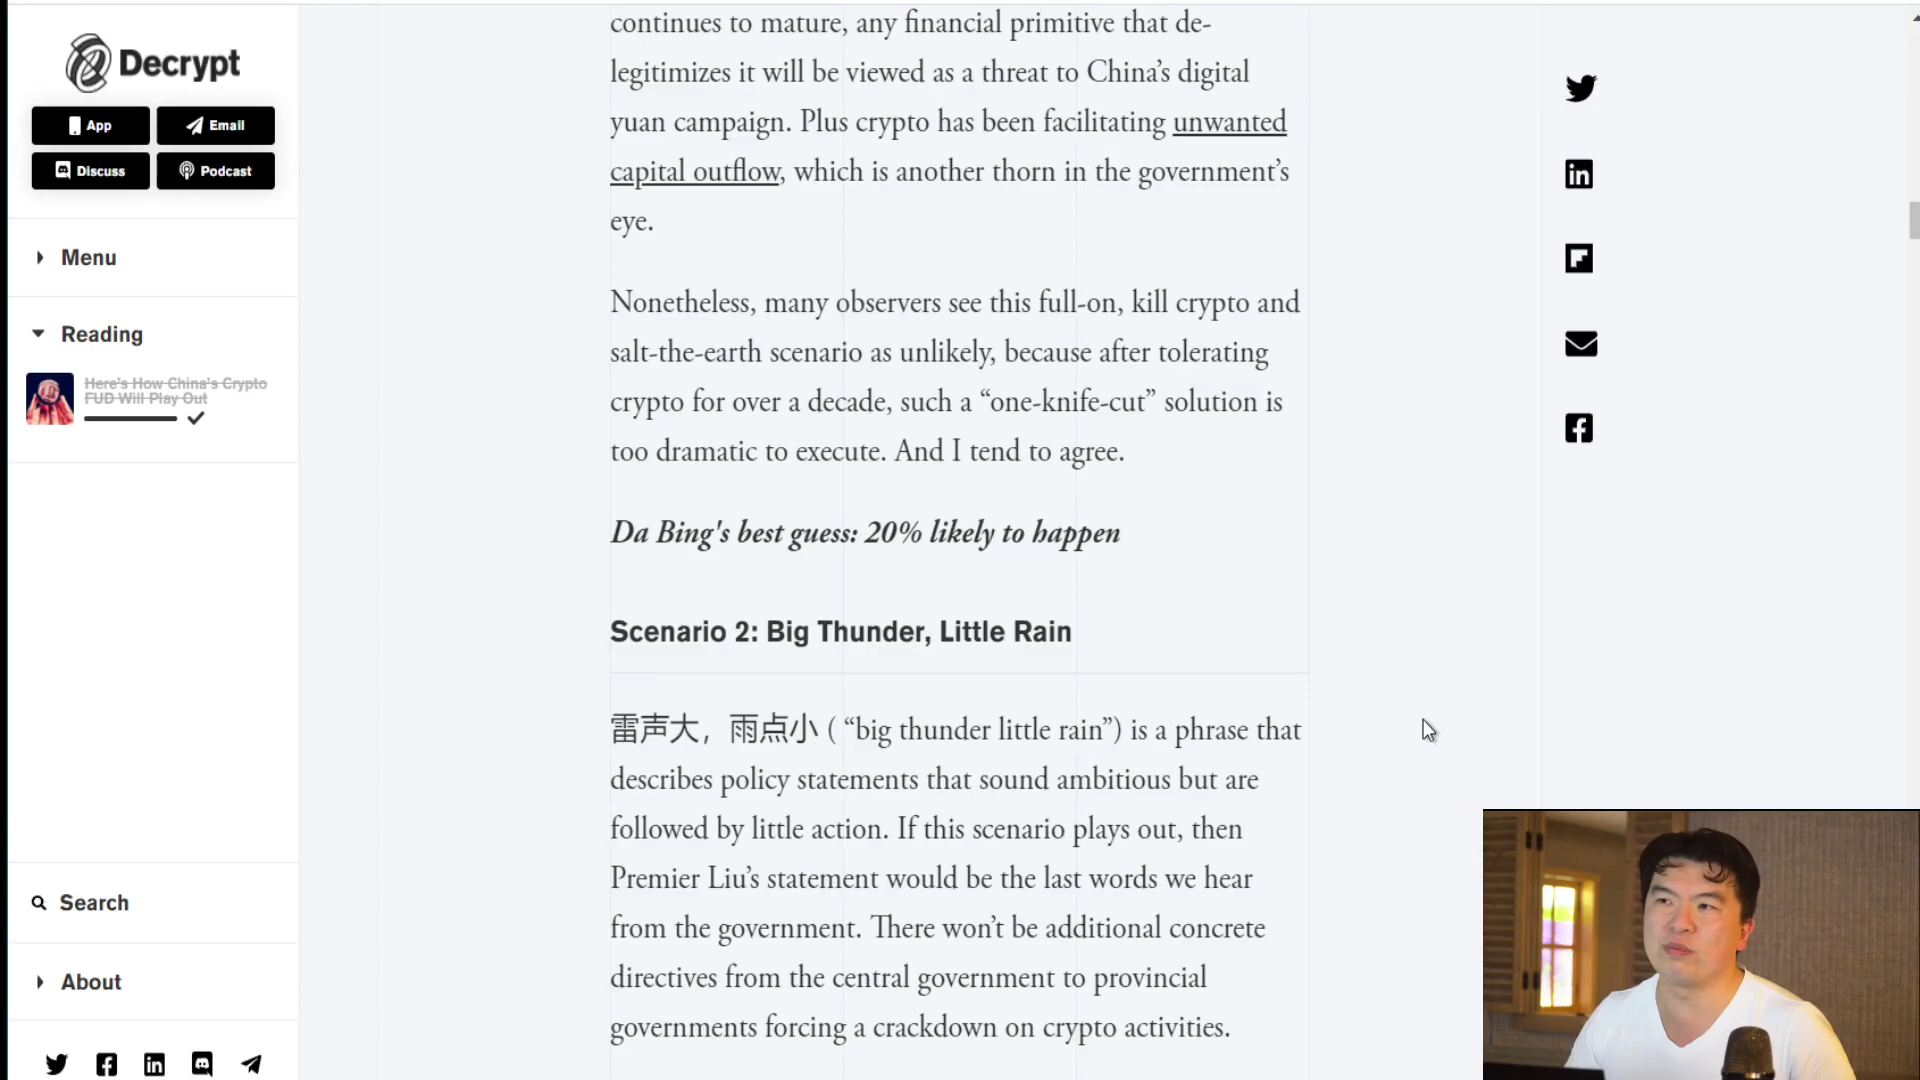 Decrypt
App
Email
Discuss
Podcast
Menu
Reading
Here's How China's Crypto
FUD Will Play Out
Search
About
continues to mature, any financial primitive that de-
legitimizes it will be viewed as a threat to China’s digital
yuan campaign. Plus crypto has been facilitating unwanted
capital outflow, which is another thorn in the government’s
eye.
Nonetheless, many observers see this full-on, kill crypto and
salt-the-earth scenario as unlikely, because after tolerating
crypto for over a decade, such a “one-knife-cut” solution is
too dramatic to execute. And I tend to agree.
Da Bing's best guess: 20% likely to happen
Scenario 2: Big Thunder, Little Rain
雷声大，雨点小 ( “big thunder little rain”) is a phrase that
describes policy statements that sound ambitious but are
followed by little action. If this scenario plays out, then
Premier Liu’s statement would be the last words we hear
from the government. There won’t be additional concrete
directives from the central government to provincial
governments forcing a crackdown on crypto activities.